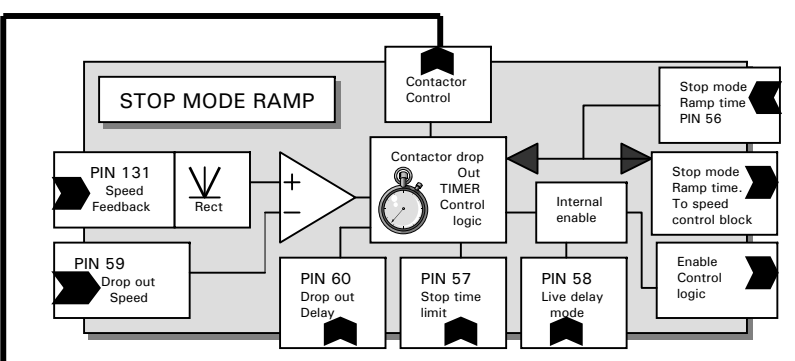 Contactor
Control
Stop mode
Ramp time
PIN 56
STOP MODE RAMP
PIN 131
Speed
Feedback
Rect
+
−
Contactor drop
Out
TIMER
Control
logic
Internal
enable
Stop mode
Ramp time.
To speed
control block
PIN 59
Drop out
Speed
PIN 60
Drop out
Delay
PIN 57
Stop time
limit
PIN 58
Live delay
mode
Enable
Control
logic